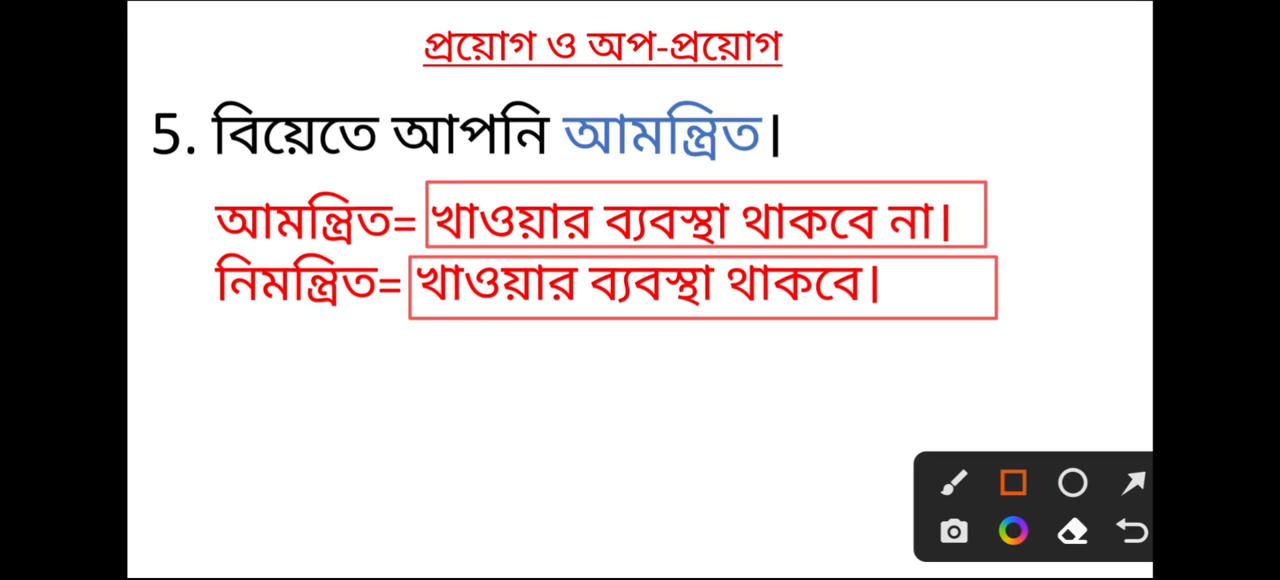 প্রয়োগ ও অপ-প্রয়োগ
5. বিয়েতে আপনি আমন্ত্রিত।
আমন্ত্রিত= খাওয়ার ব্যবস্থা থাকবে না।
নিমন্ত্রিত= খাওয়ার ব্যবস্থা থাকবে।